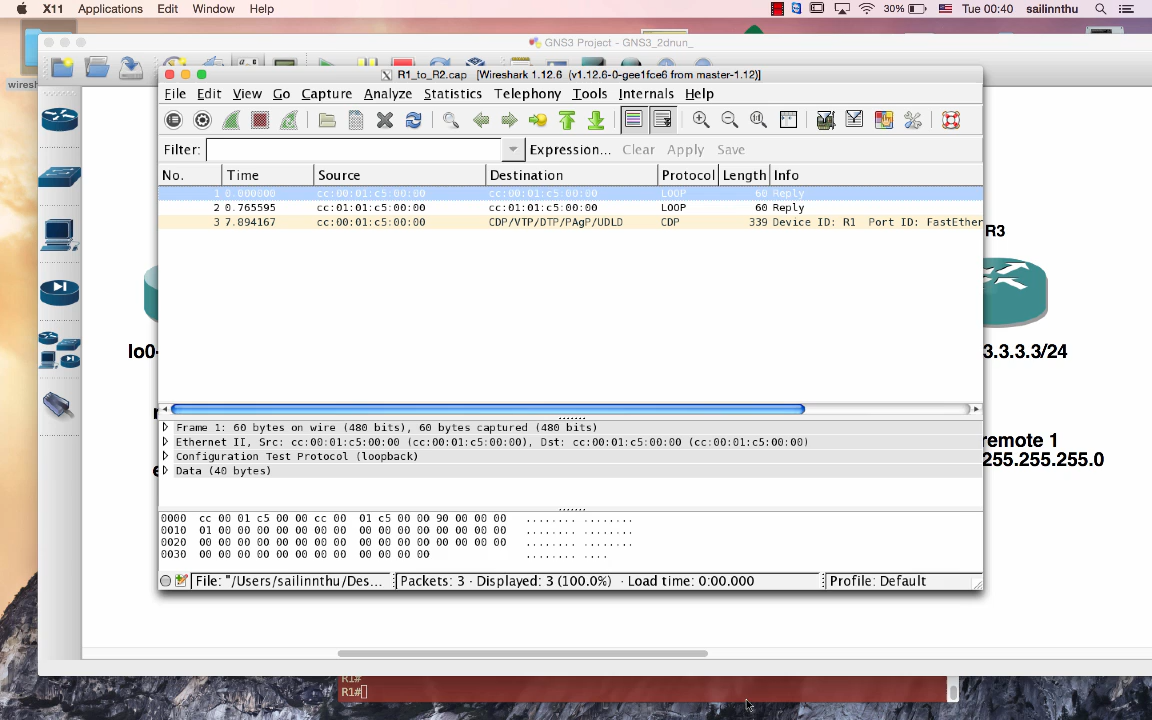 X11 Applications Edit Window Help 30% Tue 00:40 sailinnthu
GNS3 Project - GNS3_2dnun_
R1_to_R2.cap [Wireshark 1.12.6 (v1.12.6-0-gee1fce6 from master-1.12)]
File Edit View Go Capture Analyze Statistics Telephony Tools Internals Help
Filter: Expression... Clear Apply Save
No. Time Source Destination Protocol Length Info
1 0.000000 cc:00:01:c5:00:00 cc:00:01:c5:00:00 LOOP 60 Reply
2 0.765595 cc:01:01:c5:00:00 cc:01:01:c5:00:00 LOOP 60 Reply
3 7.894167 cc:00:01:c5:00:00 CDP/VTP/DTP/PAgP/UDLD CDP 339 Device ID: R1 Port ID: FastEther
R3
lo0-
3.3.3.3/24
Frame 1: 60 bytes on wire (480 bits), 60 bytes captured (480 bits)
Ethernet II, Src: cc:00:01:c5:00:00 (cc:00:01:c5:00:00), Dst: cc:00:01:c5:00:00 (cc:00:01:c5:00:00)
Configuration Test Protocol (loopback)
Data (40 bytes)
remote 1
255.255.255.0
0000 cc 00 01 c5 00 00 cc 00 01 c5 00 00 90 00 00 00 ........ ........
0010 01 00 00 00 00 00 00 00 00 00 00 00 00 00 00 00 ........ ........
0020 00 00 00 00 00 00 00 00 00 00 00 00 00 00 00 00 ........ ........
0030 00 00 00 00 00 00 00 00 00 00 00 00 ........ ....
File: "/Users/sailinnthu/Des... Packets: 3 · Displayed: 3 (100.0%) · Load time: 0:00.000 Profile: Default
R1#
R1#